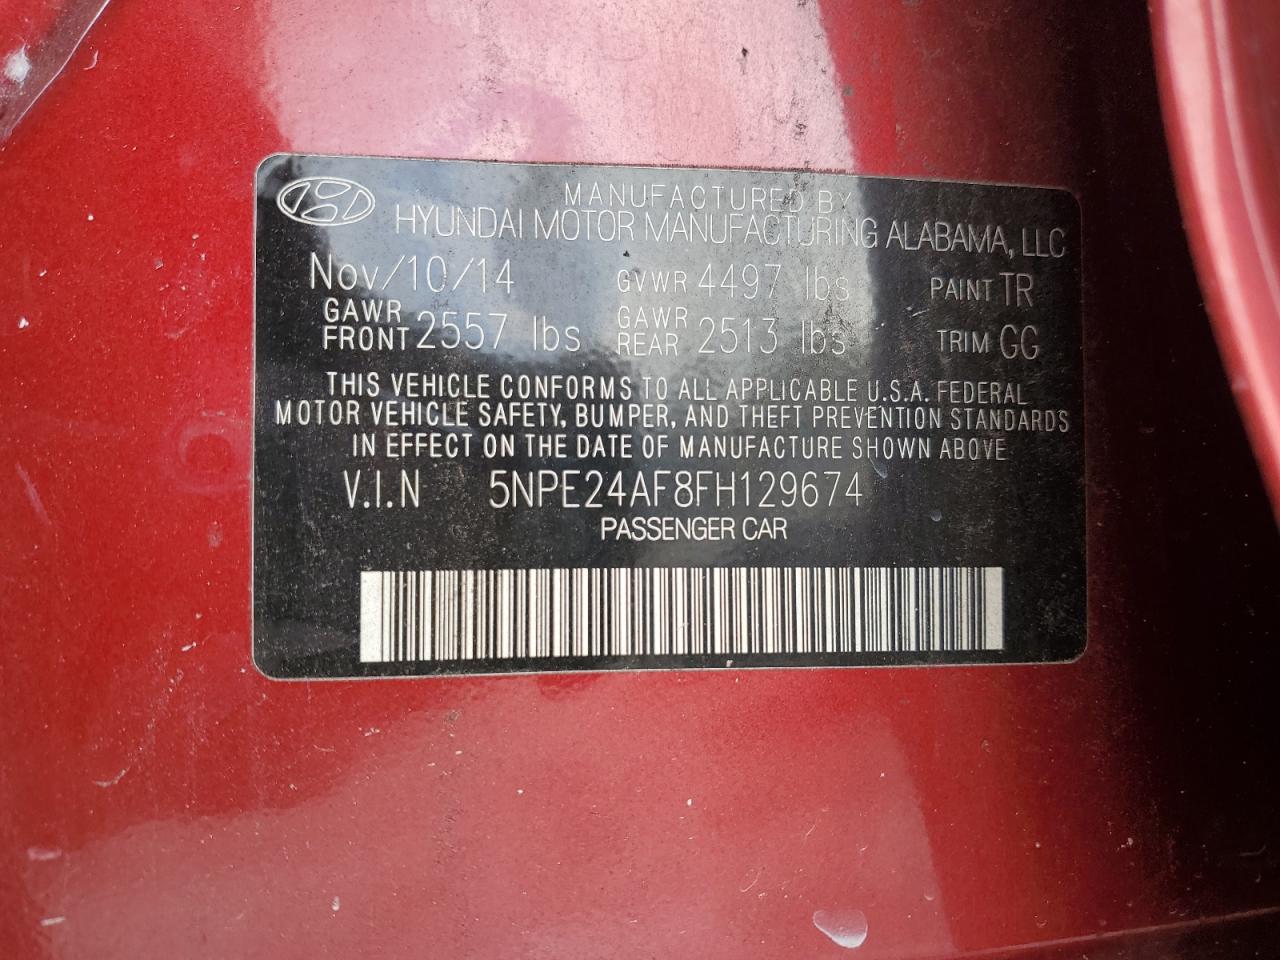 MANUFACTURED BY
HYUNDAI MOTOR MANUFACTURING ALABAMA, LLC
Nov/10/14 GVWR 4497 lbs PAINT TR
GAWR FRONT 2557 lbs GAWR REAR 2513 lbs TRIM GG
THIS VEHICLE CONFORMS TO ALL APPLICABLE U.S.A. FEDERAL
MOTOR VEHICLE SAFETY, BUMPER, AND THEFT PREVENTION STANDARDS
IN EFFECT ON THE DATE OF MANUFACTURE SHOWN ABOVE
V.I.N 5NPE24AF8FH129674
PASSENGER CAR